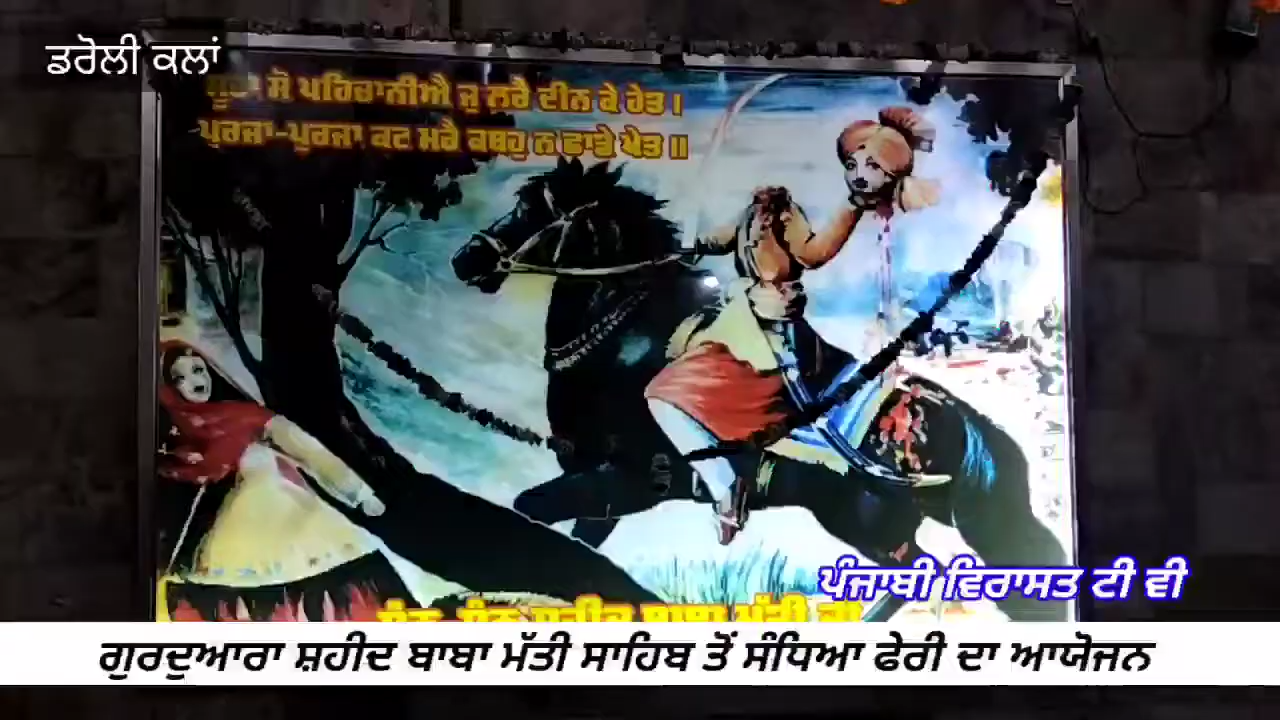 ਡਰੋਲੀ ਕਲਾਂ
ਸੂਰਾ ਸੋ ਪਹਿਚਾਨੀਐ ਜੁ ਲਰੈ ਦੀਨ ਕੇ ਹੇਤ ।
ਪੁਰਜਾ-ਪੁਰਜਾ ਕਟ ਮਰੈ ਕਬਹੁ ਨ ਛਾਡੇ ਖੇਤ ॥
ਪੰਜਾਬੀ ਵਿਰਾਸਤ ਟੀ ਵੀ
ਧੰਨ-ਧੰਨ ਸ਼ਹੀਦ ਬਾਬਾ ਮੱਤੀ ਜੀ
ਗੁਰਦੁਆਰਾ ਸ਼ਹੀਦ ਬਾਬਾ ਮੱਤੀ ਸਾਹਿਬ ਤੋਂ ਸੰਧਿਆ ਫੇਰੀ ਦਾ ਆਯੋਜਨ